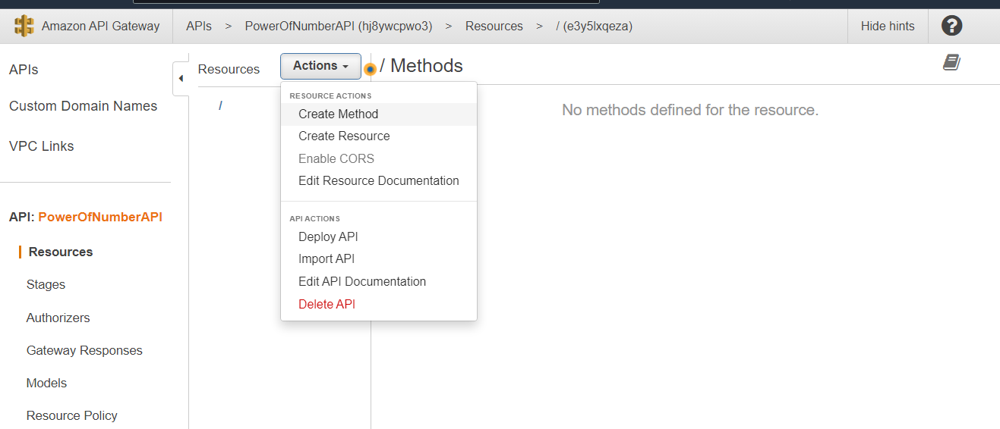 Amazon API Gateway
APIs > PowerOfNumberAPI (hj8ywcpwo3) > Resources > / (e3y5lxqeza)
Hide hints
?
APIs
Custom Domain Names
VPC Links
API: PowerOfNumberAPI
Resources
Stages
Authorizers
Gateway Responses
Models
Resource Policy
Resources
/
Actions
RESOURCE ACTIONS
Create Method
Create Resource
Enable CORS
Edit Resource Documentation
API ACTIONS
Deploy API
Import API
Edit API Documentation
Delete API
/ Methods
No methods defined for the resource.